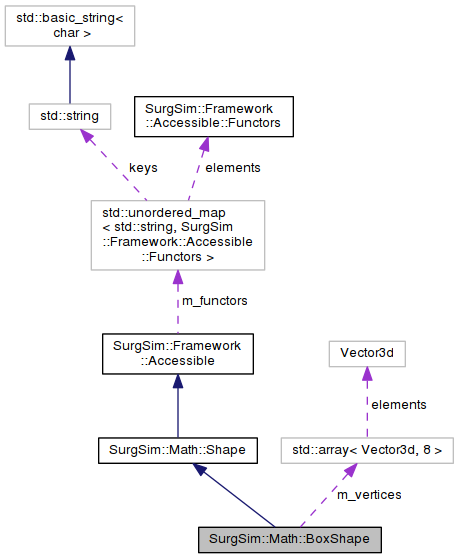 std::basic_string<
char >
std::string
SurgSim::Framework
::Accessible::Functors
keys
elements
std::unordered_map
< std::string, SurgSim
::Framework::Accessible
::Functors >
m_functors
SurgSim::Framework
::Accessible
Vector3d
elements
SurgSim::Math::Shape
std::array< Vector3d, 8 >
m_vertices
SurgSim::Math::BoxShape